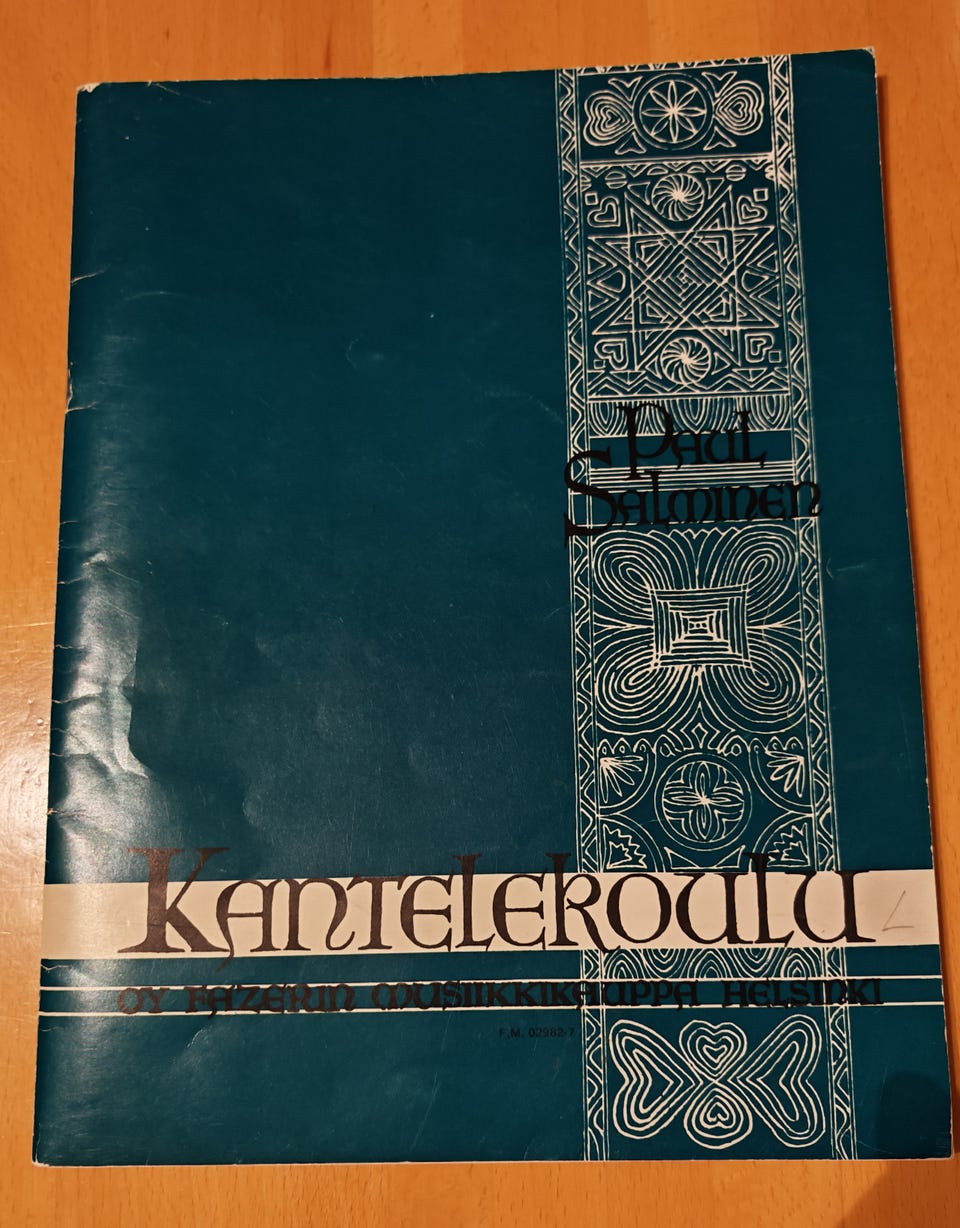 Paul
Salminen
Kantelekoulu
OY FAZERIN MUSIIKKIKAUPPA HELSINKI
F.M. 02982-7